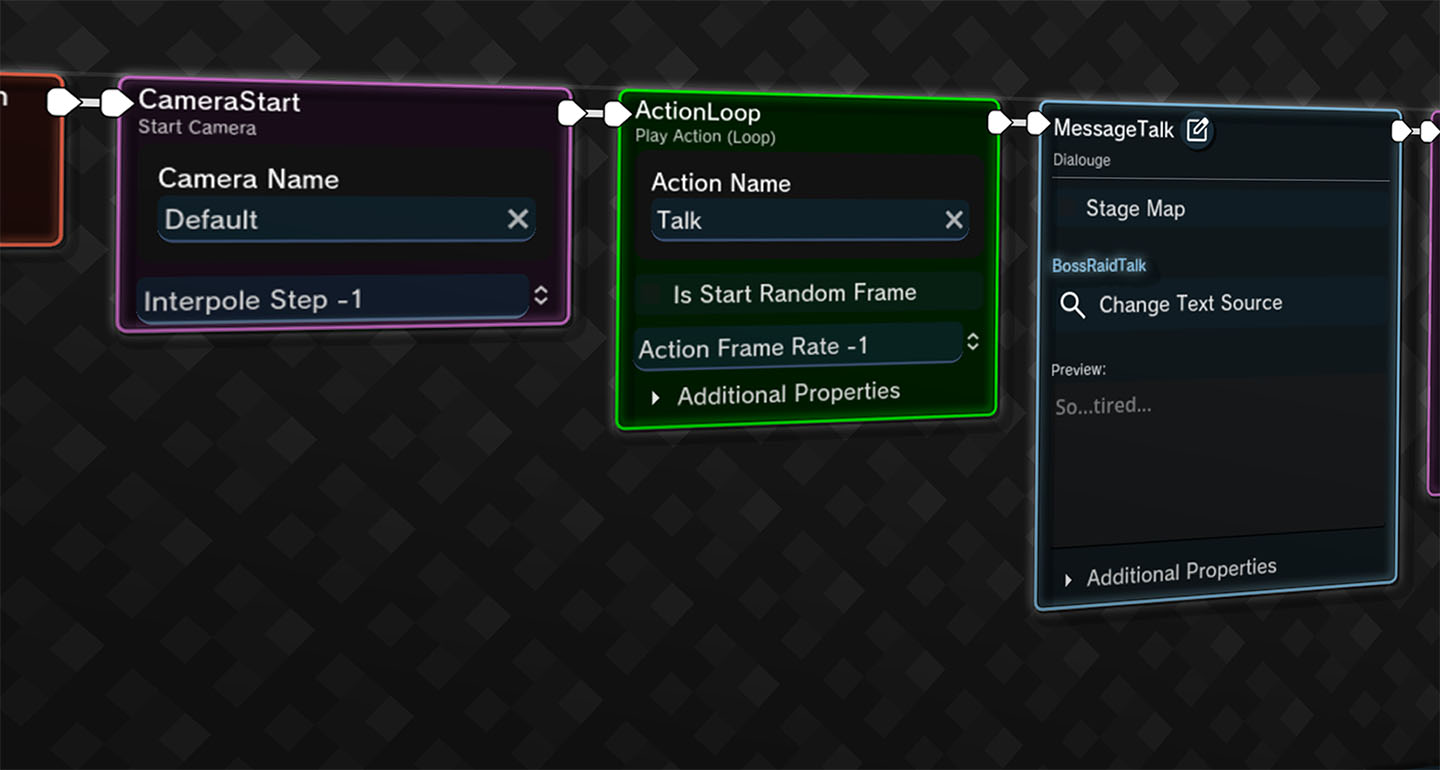 n
CameraStart
Start Camera
Camera Name
Default
Interpole Step -1
ActionLoop
Play Action (Loop)
Action Name
Talk
Is Start Random Frame
Action Frame Rate -1
Additional Properties
MessageTalk
Dialouge
Stage Map
BossRaidTalk
Change Text Source
Preview:
So...tired...
Additional Properties